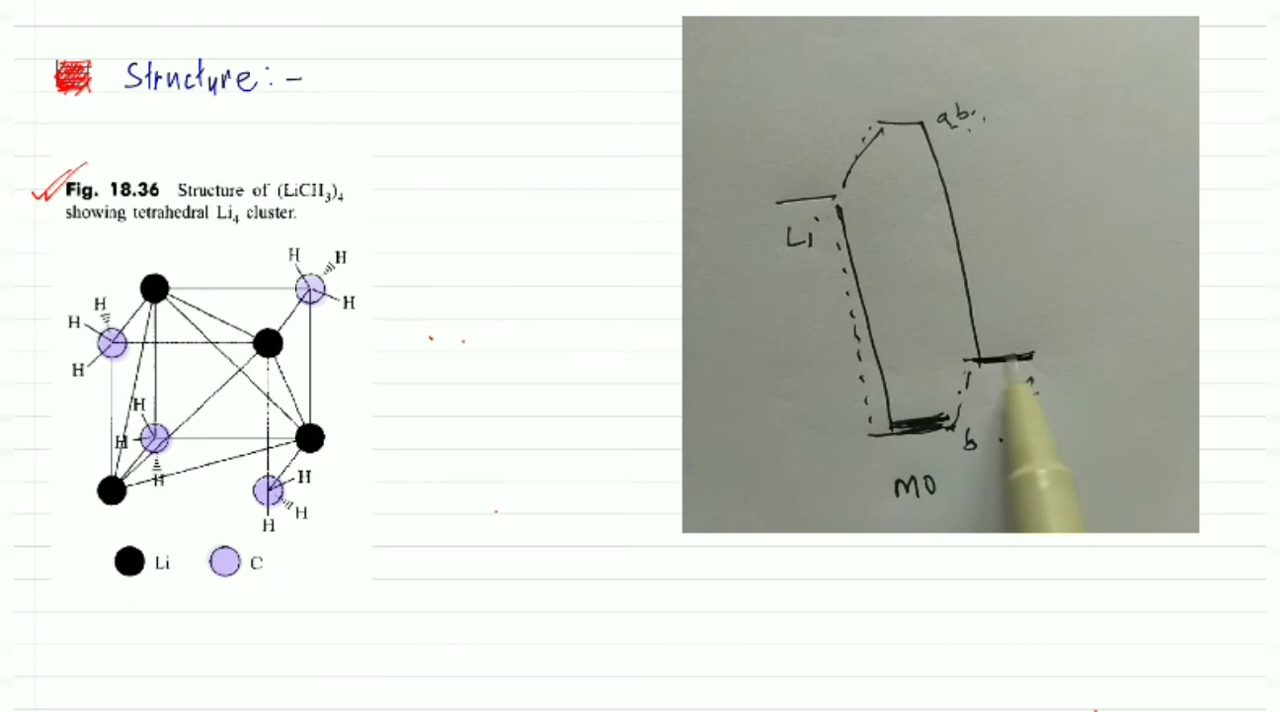 Structure:-
Fig. 18.36 Structure of (LiCH₃)₄
showing tetrahedral Li₄ cluster.
H H
H
H
H
H
H
H
H
H
H
H
Li C
ab.
Li
b
MO